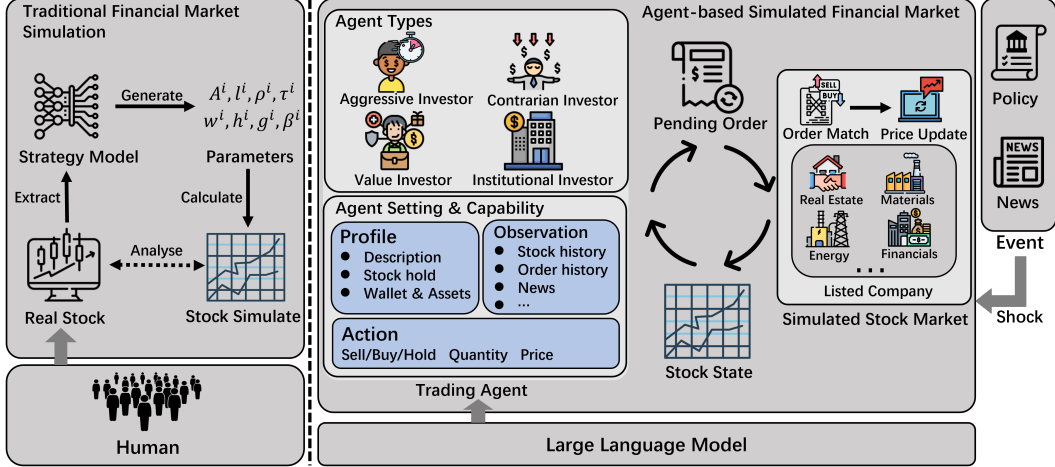 Traditional Financial Market
Simulation
Generate
A^i, l^i, ρ^i, τ^i
w^i, h^i, g^i, β^i
Strategy Model
Parameters
Extract
Calculate
Analyse
Real Stock
Stock Simulate
Human
Agent Types
Aggressive Investor
Contrarian Investor
Value Investor
Institutional Investor
Agent Setting & Capability
Profile
● Description
● Stock hold
● Wallet & Assets
Observation
● Stock history
● Order history
● News
● ...
Action
Sell/Buy/Hold Quantity Price
Trading Agent
Agent-based Simulated Financial Market
Pending Order
SELL
BUY
Order Match
Price Update
Real Estate
Materials
Energy
Financials
...
Listed Company
Simulated Stock Market
Stock State
Large Language Model
Policy
NEWS
News
Event
Shock